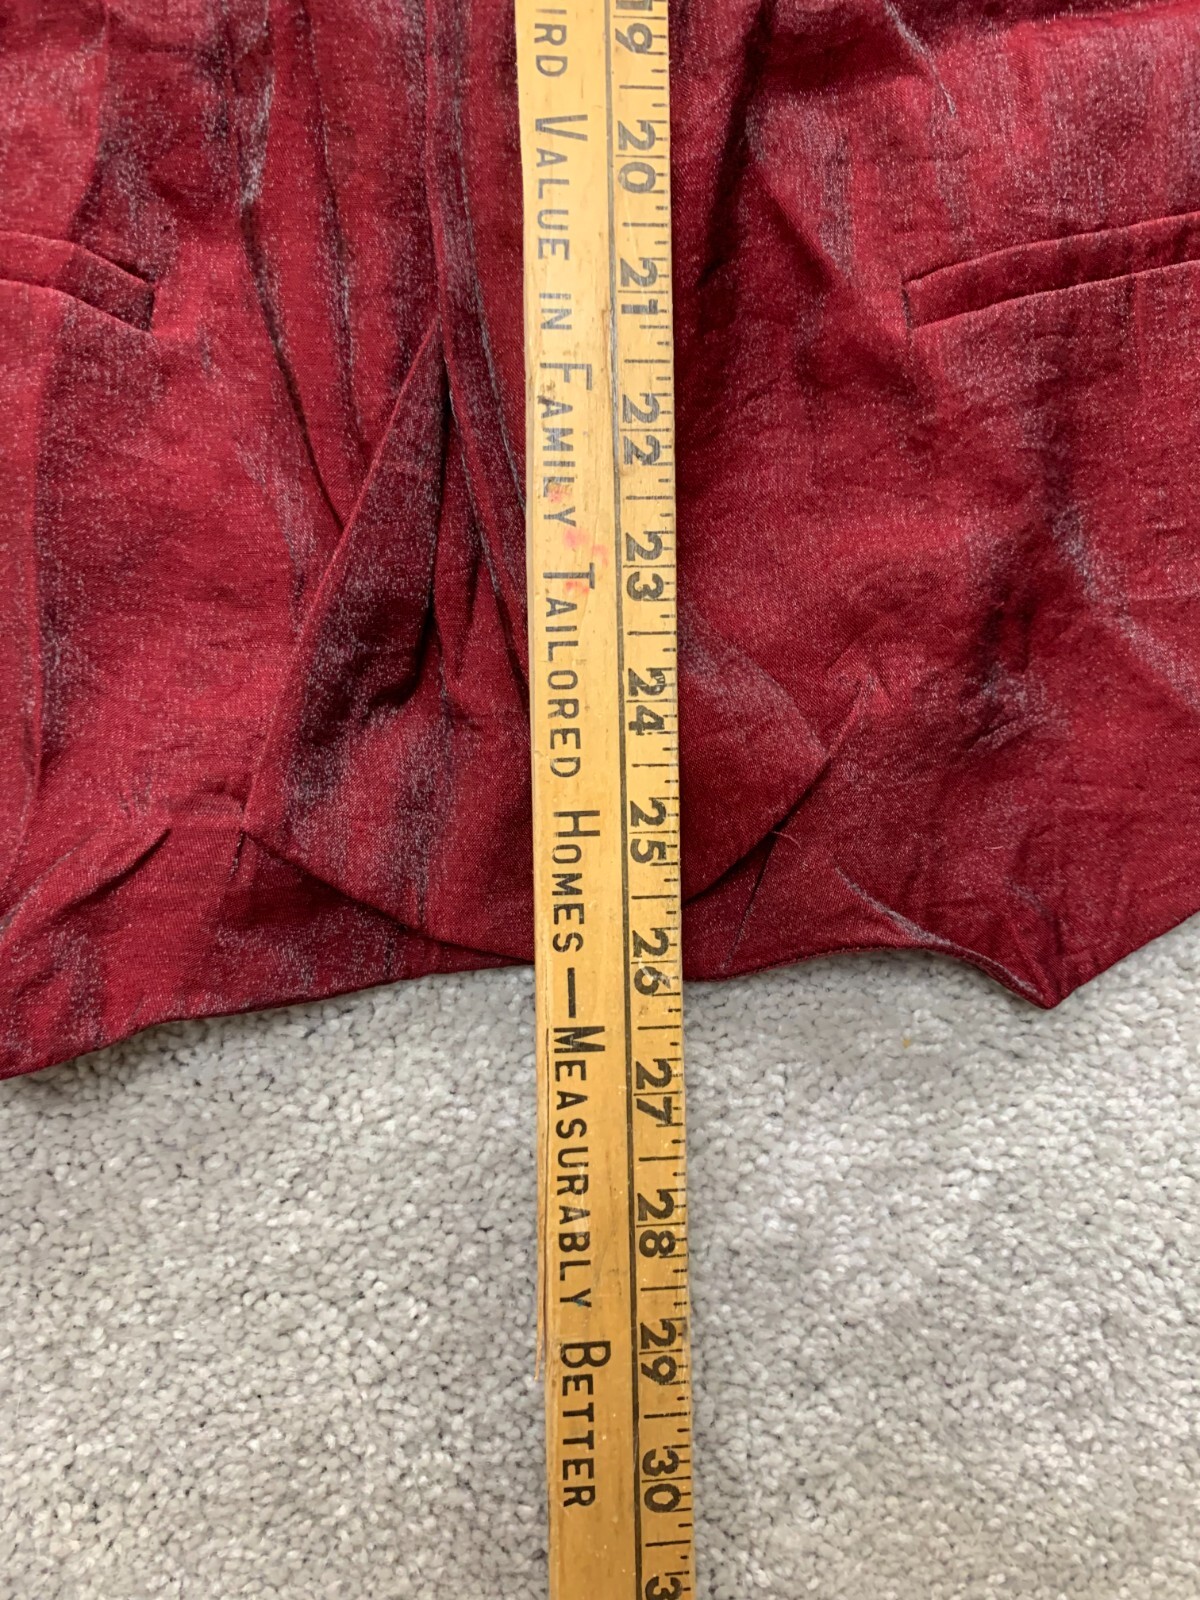 IRD VALUE IN FAMILY TAILORED HOMES—MEASURABLY BETTER
19 20 21 22 23 24 25 26 27 28 29 30 3